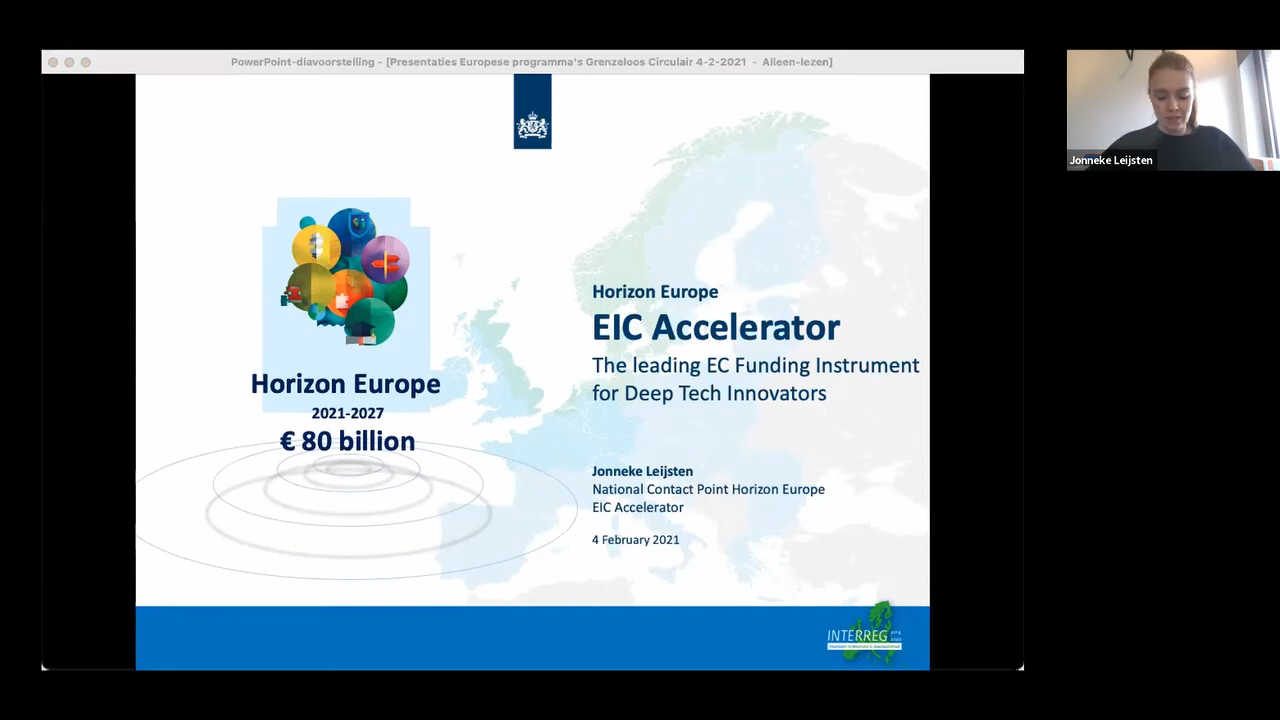 PowerPoint-diavoorstelling - [Presentaties Europese programma's Grenzeloos Circulair 4-2-2021 - Alleen-lezen]
Jonneke Leijsten
Horizon Europe
2021-2027
€ 80 billion
Horizon Europe
EIC Accelerator
The leading EC Funding Instrument
for Deep Tech Innovators
Jonneke Leijsten
National Contact Point Horizon Europe
EIC Accelerator
4 February 2021
INTERREG